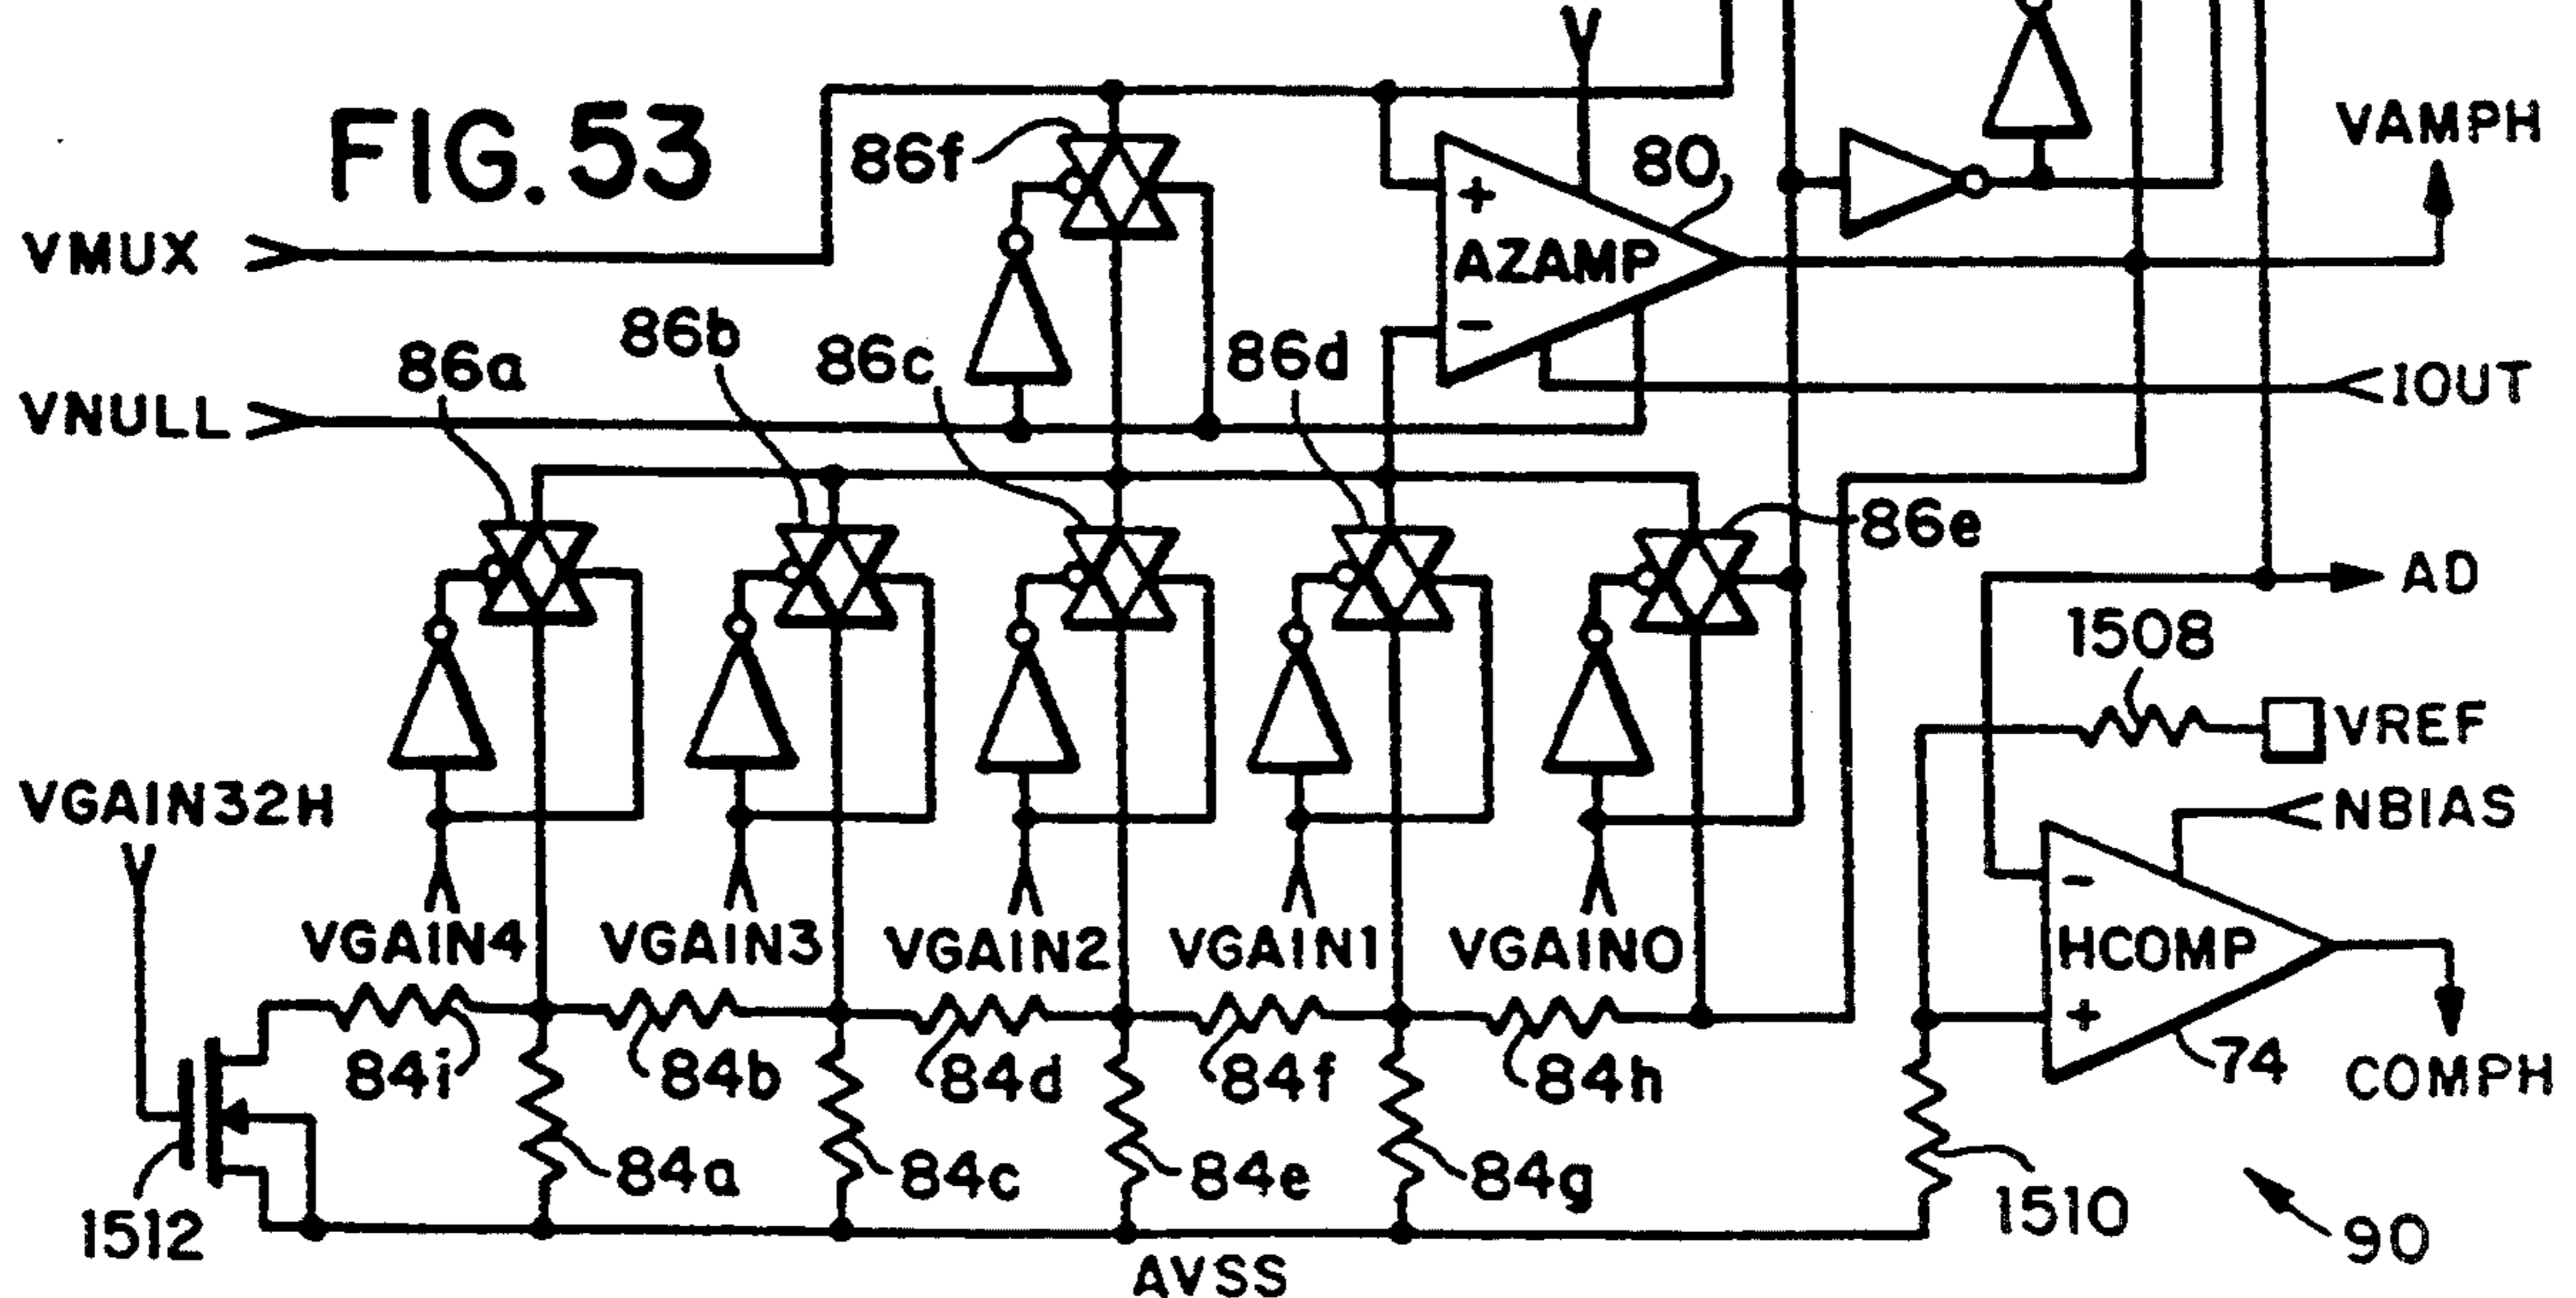 FIG. 53
VAMPH
86f
80
+
VMUX
AZAMP
86b
86a
86c
86d
-
IOUT
VNULL
86e
AD
1508
VREF
VGAIN32H
NBIAS
-
VGAIN4
VGAIN3
VGAIN2
VGAIN1
VGAIN0
HCOMP
+
84i
84b
84d
84f
84h
74
COMPH
84a
84c
84e
84g
1512
1510
90
AVSS